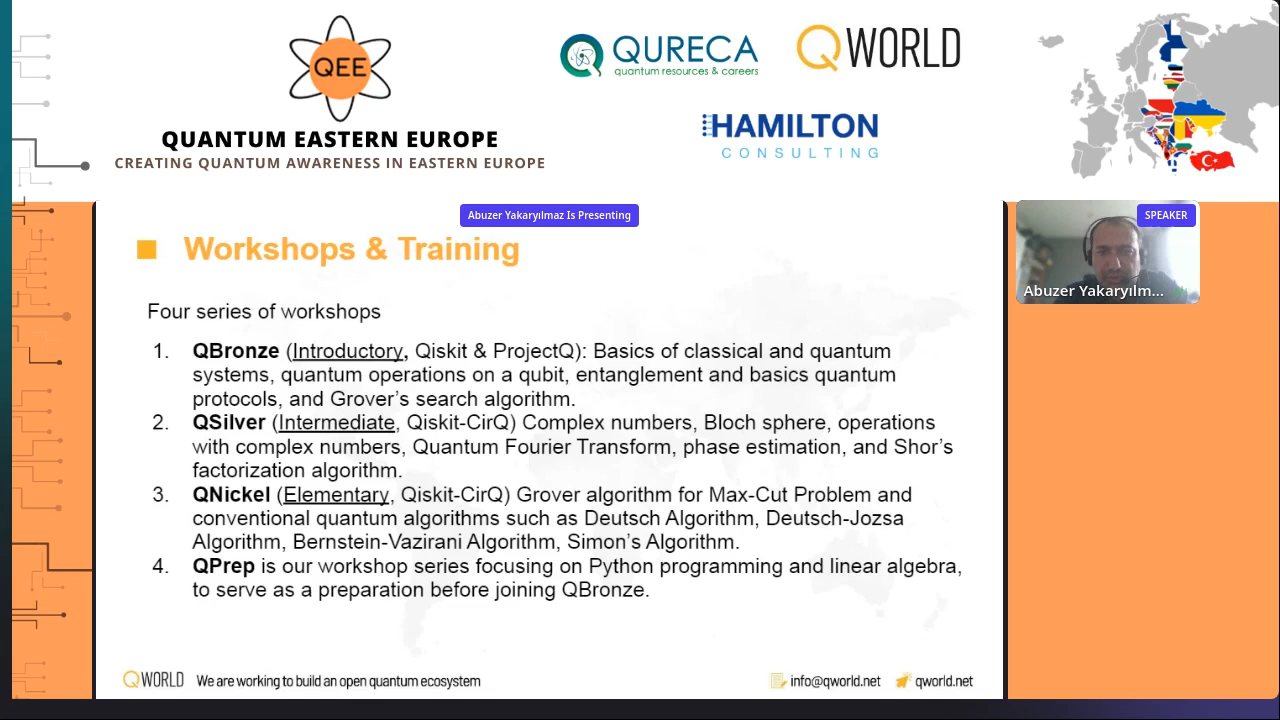 QEE
QUANTUM EASTERN EUROPE
CREATING QUANTUM AWARENESS IN EASTERN EUROPE
QURECA
quantum resources & careers
QWORLD
HAMILTON
CONSULTING
Abuzer Yakaryılmaz Is Presenting
SPEAKER
Abuzer Yakaryılm...
Workshops & Training
Four series of workshops
1. QBronze (Introductory, Qiskit & ProjectQ): Basics of classical and quantum
systems, quantum operations on a qubit, entanglement and basics quantum
protocols, and Grover's search algorithm.
2. QSilver (Intermediate, Qiskit-CirQ) Complex numbers, Bloch sphere, operations
with complex numbers, Quantum Fourier Transform, phase estimation, and Shor's
factorization algorithm.
3. QNickel (Elementary, Qiskit-CirQ) Grover algorithm for Max-Cut Problem and
conventional quantum algorithms such as Deutsch Algorithm, Deutsch-Jozsa
Algorithm, Bernstein-Vazirani Algorithm, Simon's Algorithm.
4. QPrep is our workshop series focusing on Python programming and linear algebra,
to serve as a preparation before joining QBronze.
QWORLD We are working to build an open quantum ecosystem
info@qworld.net qworld.net